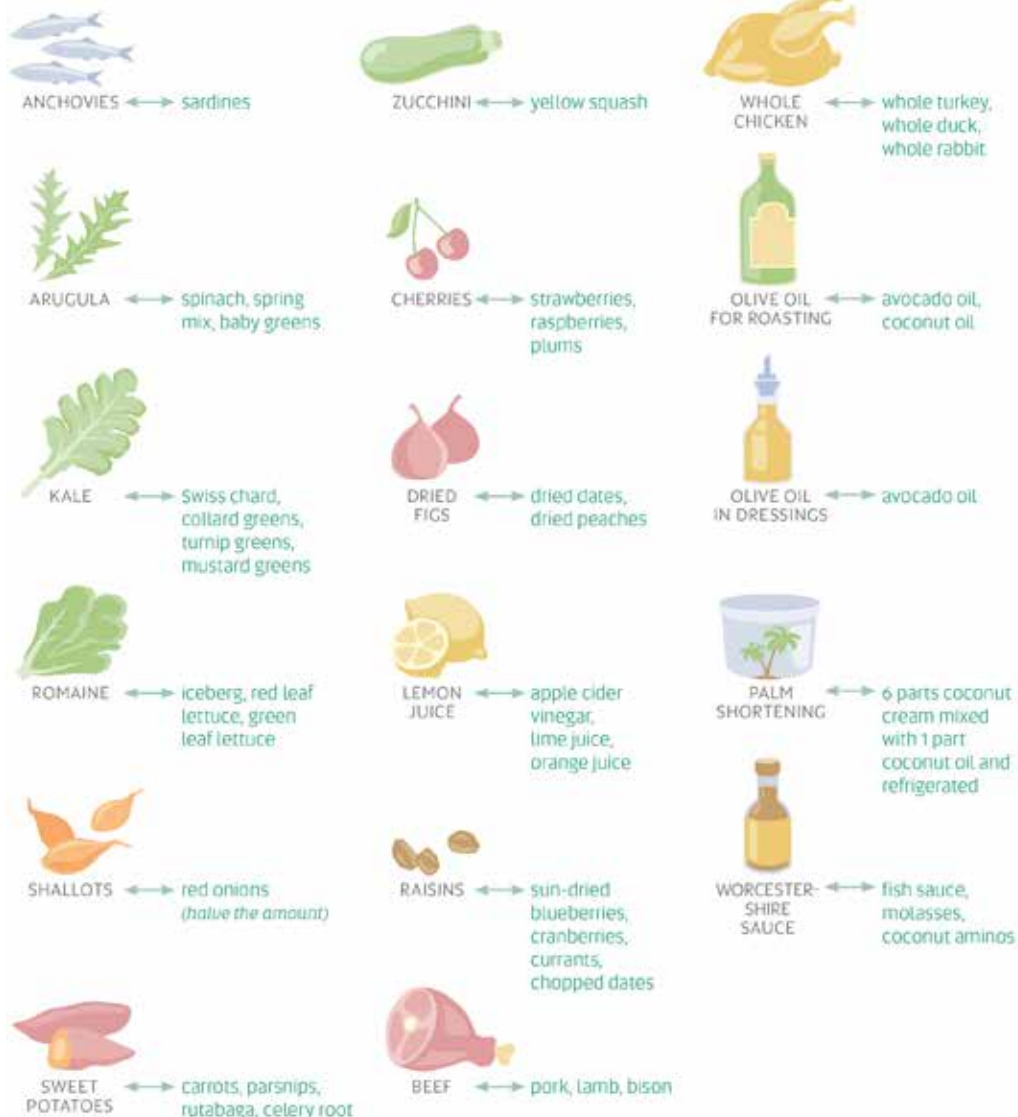 ANCHOVIES
sardines
ZUCCHINI
yellow squash
WHOLE
CHICKEN
whole turkey,
whole duck,
whole rabbit
ARUGULA
spinach, spring
mix, baby greens
CHERRIES
strawberries,
raspberries,
plums
OLIVE OIL
FOR ROASTING
avocado oil,
coconut oil
KALE
Swiss chard,
collard greens,
turnip greens,
mustard greens
DRIED
FIGS
dried dates,
dried peaches
OLIVE OIL
IN DRESSINGS
avocado oil
ROMAINE
iceberg, red leaf
lettuce, green
leaf lettuce
LEMON
JUICE
apple cider
vinegar,
lime juice,
orange juice
PALM
SHORTENING
6 parts coconut
cream mixed
with 1 part
coconut oil and
refrigerated
SHALLOTS
red onions
(halve the amount)
RAISINS
sun-dried
blueberries,
cranberries,
currants,
chopped dates
WORCESTER-
SHIRE
SAUCE
fish sauce,
molasses,
coconut aminos
SWEET
POTATOES
carrots, parsnips,
rutabaga, celery root
BEEF
pork, lamb, bison